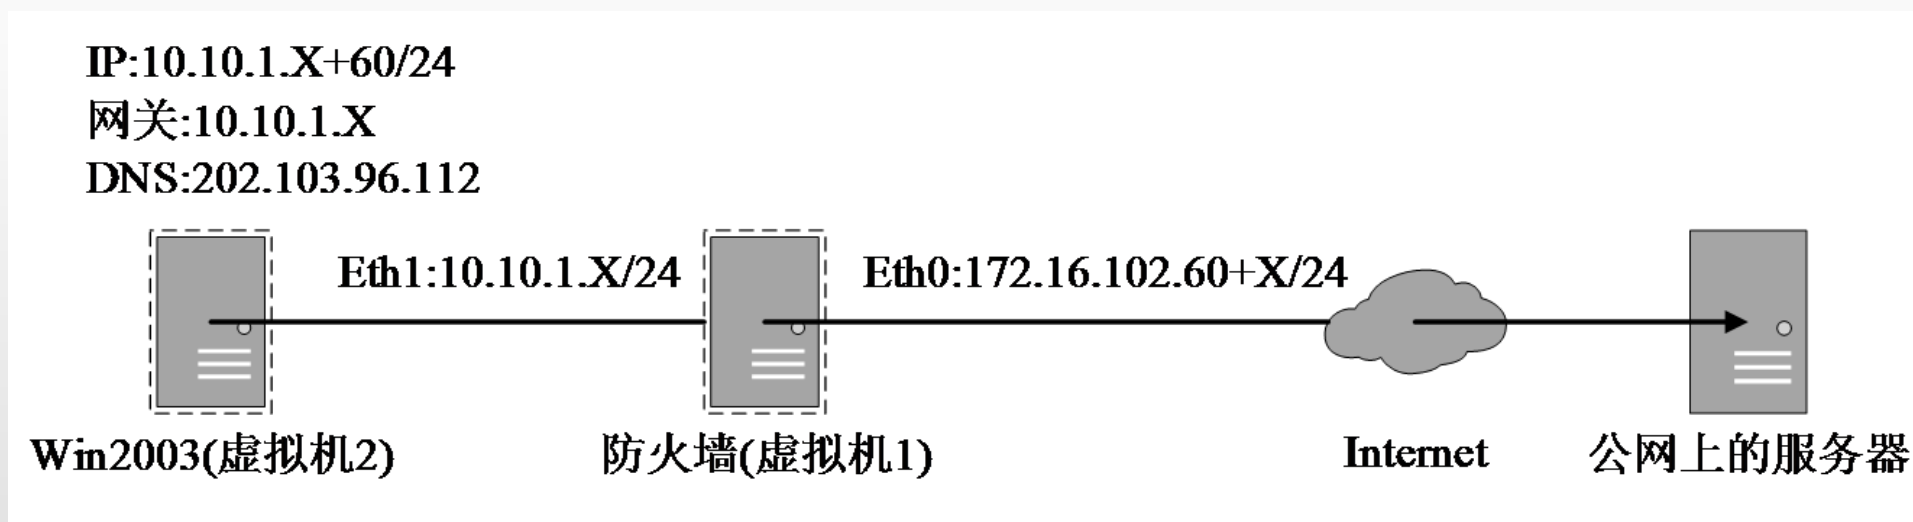 IP:10.10.1.X+60/24
网关:10.10.1.X
DNS:202.103.96.112
Eth1:10.10.1.X/24
Eth0:172.16.102.60+X/24
Win2003(虚拟机2)
防火墙(虚拟机1)
Internet
公网上的服务器